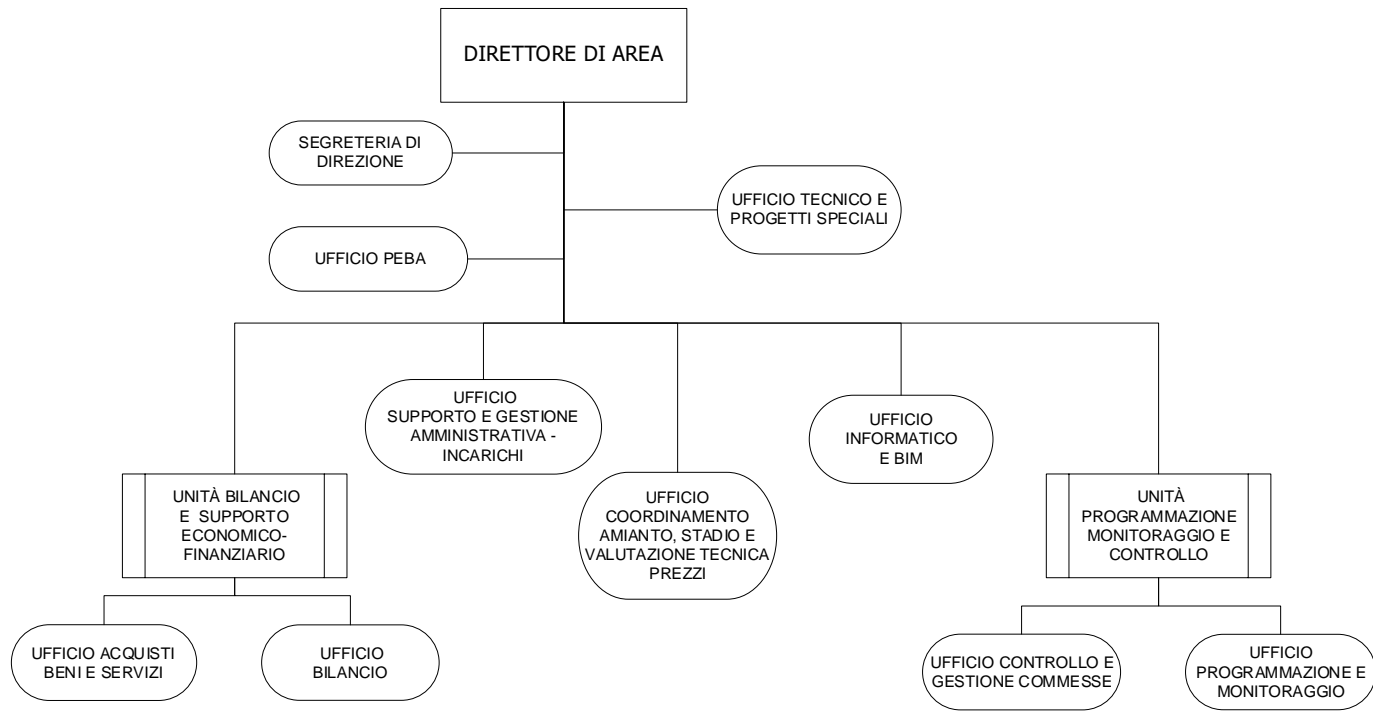 DIRETTORE DI AREA
SEGRETERIA DI
DIREZIONE
UFFICIO TECNICO E
PROGETTI SPECIALI
UFFICIO PEBA
UFFICIO
SUPPORTO E GESTIONE
AMMINISTRATIVA -
INCARICHI
UFFICIO
INFORMATICO
E BIM
UNITÀ BILANCIO
E SUPPORTO
ECONOMICO-
FINANZIARIO
UFFICIO
COORDINAMENTO
AMIANTO, STADIO E
VALUTAZIONE TECNICA
PREZZI
UNITÀ
PROGRAMMAZIONE
MONITORAGGIO E
CONTROLLO
UFFICIO ACQUISTI
BENI E SERVIZI
UFFICIO
BILANCIO
UFFICIO CONTROLLO E
GESTIONE COMMESSE
UFFICIO
PROGRAMMAZIONE E
MONITORAGGIO